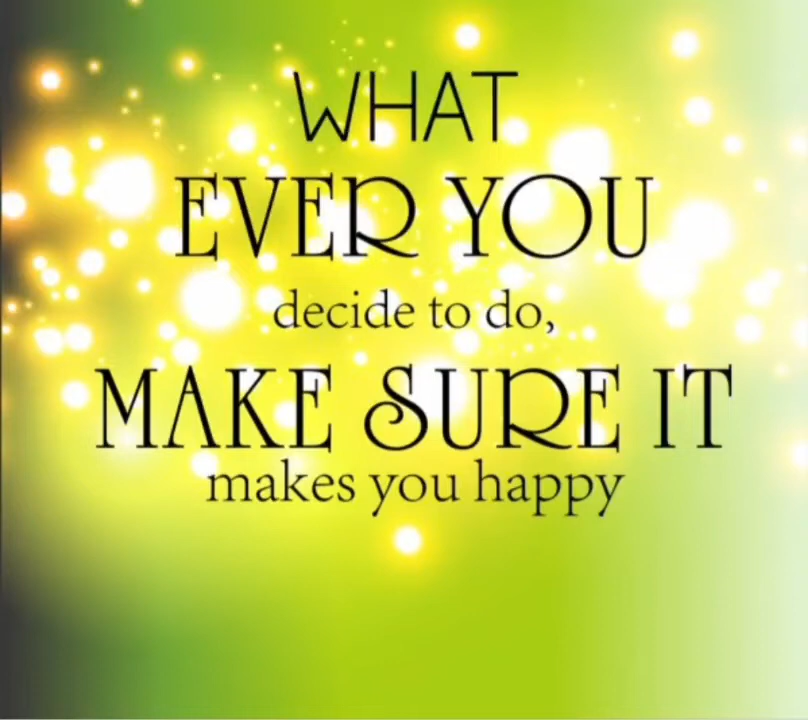 WHAT
EVER YOU
decide to do,
MAKE SURE IT
makes you happy